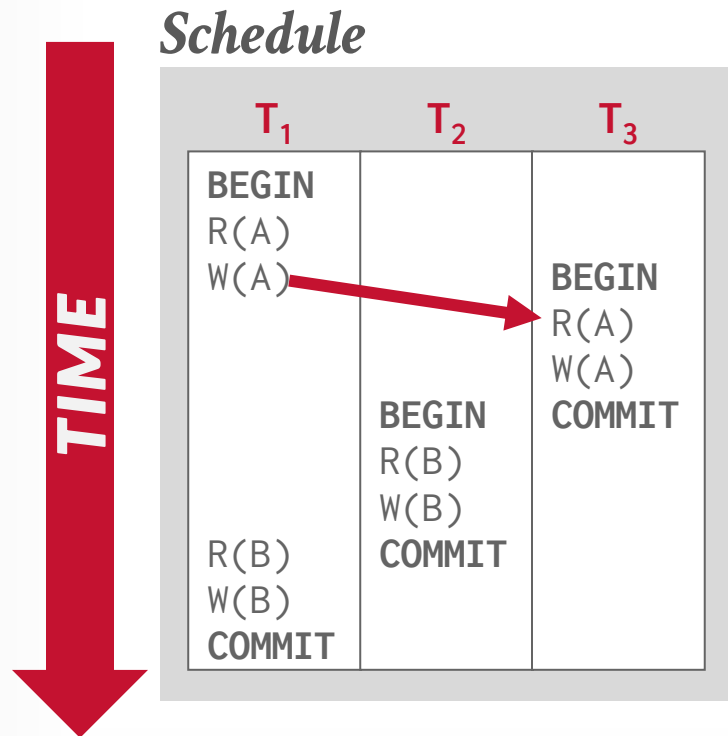 Schedule
TIME
T₁ T₂ T₃
BEGIN
R(A)
W(A) BEGIN
R(A)
W(A)
BEGIN COMMIT
R(B)
W(B)
R(B) COMMIT
W(B)
COMMIT